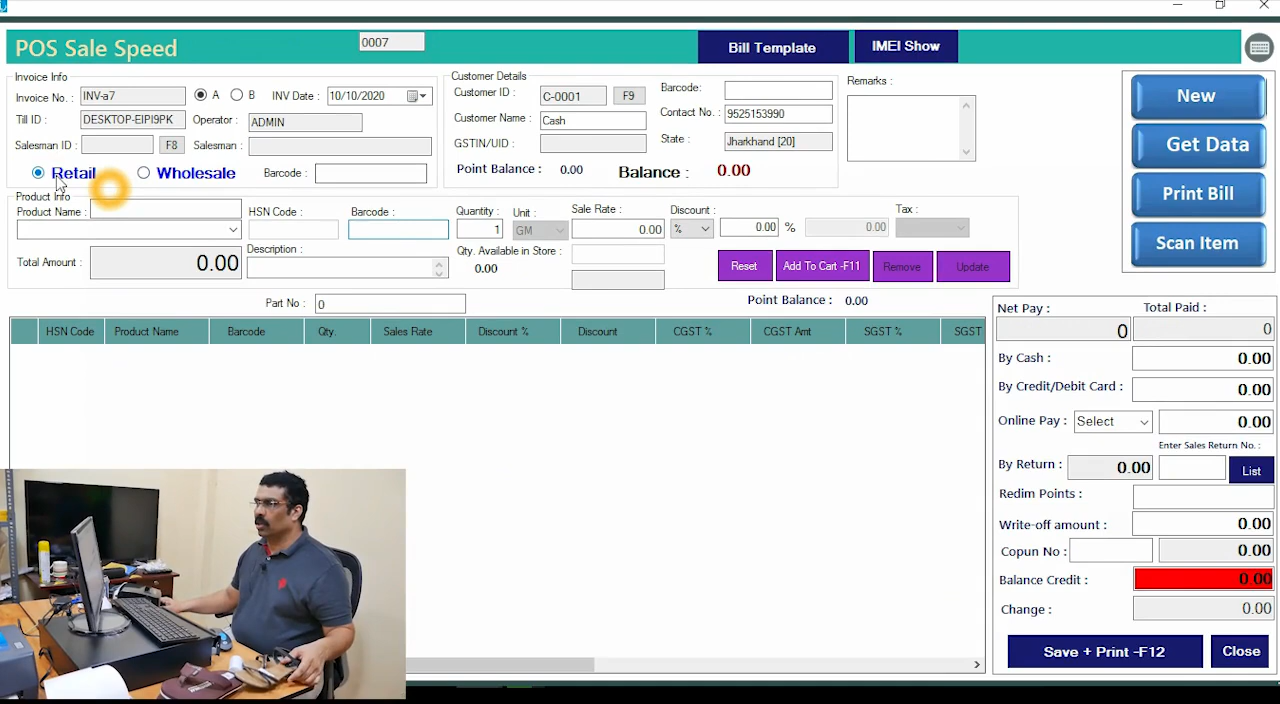 POS Sale Speed
0007
Bill Template
IMEI Show
Invoice Info
Invoice No. : INV-a7 A B INV Date : 10/10/2020
Till ID : DESKTOP-EIPI9PK Operator : ADMIN
Salesman ID : F8 Salesman :
Retail Wholesale Barcode :
Customer Details
Customer ID : C-0001 F9 Barcode:
Customer Name : Cash Contact No. : 9525153990
GSTIN/UID : State : Jharkhand [20]
Point Balance : 0.00 Balance : 0.00
Remarks :
New
Get Data
Print Bill
Scan Item
Product Info
Product Name : HSN Code : Barcode : Quantity : Unit : Sale Rate : Discount : Tax :
1 GM 0.00 % 0.00 % 0.00
Total Amount : 0.00 Description : Qty. Available in Store :
0.00
Reset Add To Cart -F11 Remove Update
Part No : 0 Point Balance : 0.00
HSN Code Product Name Barcode Qty. Sales Rate Discount % Discount CGST % CGST Amt SGST % SGST
Net Pay : Total Paid :
0 0
By Cash : 0.00
By Credit/Debit Card : 0.00
Online Pay : Select 0.00
Enter Sales Return No. :
By Return : 0.00 List
Redim Points :
Write-off amount : 0.00
Copun No : 0.00
Balance Credit : 0.00
Change : 0.00
Save + Print -F12 Close